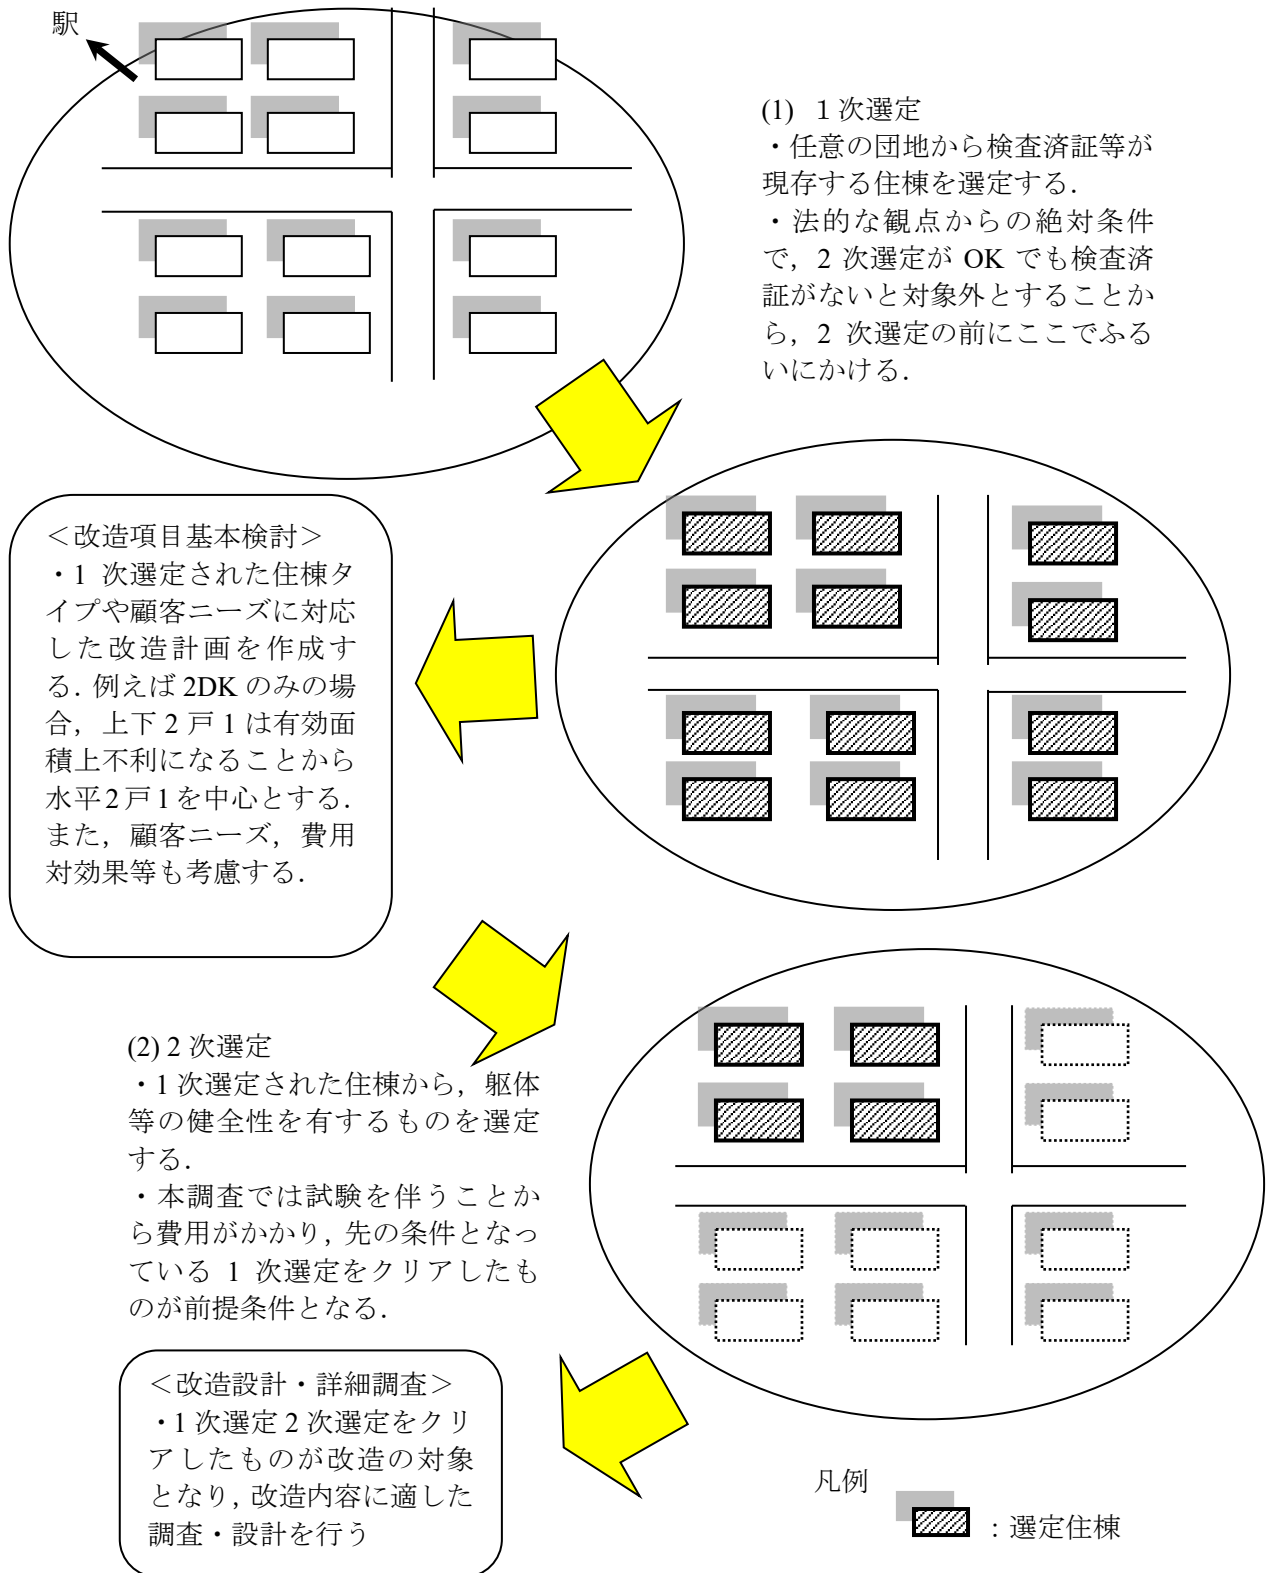 駅
(1) １次選定
・任意の団地から検査済証等が
現存する住棟を選定する.
・法的な観点からの絶対条件
で，2 次選定が OK でも検査済
証がないと対象外とすることか
ら，2 次選定の前にここでふる
いにかける.
＜改造項目基本検討＞
・1 次選定された住棟タ
イプや顧客ニーズに対応
した改造計画を作成す
る. 例えば 2DK のみの場
合，上下 2 戸 1 は有効面
積上不利になることから
水平2戸1を中心とする.
また，顧客ニーズ，費用
対効果等も考慮する.
(2) 2 次選定
・1 次選定された住棟から，躯体
等の健全性を有するものを選定
する.
・本調査では試験を伴うことか
ら費用がかかり, 先の条件となっ
ている 1 次選定をクリアしたも
のが前提条件となる.
＜改造設計・詳細調査＞
・1 次選定 2 次選定をクリ
アしたものが改造の対象
となり, 改造内容に適した
調査・設計を行う
凡例
：選定住棟